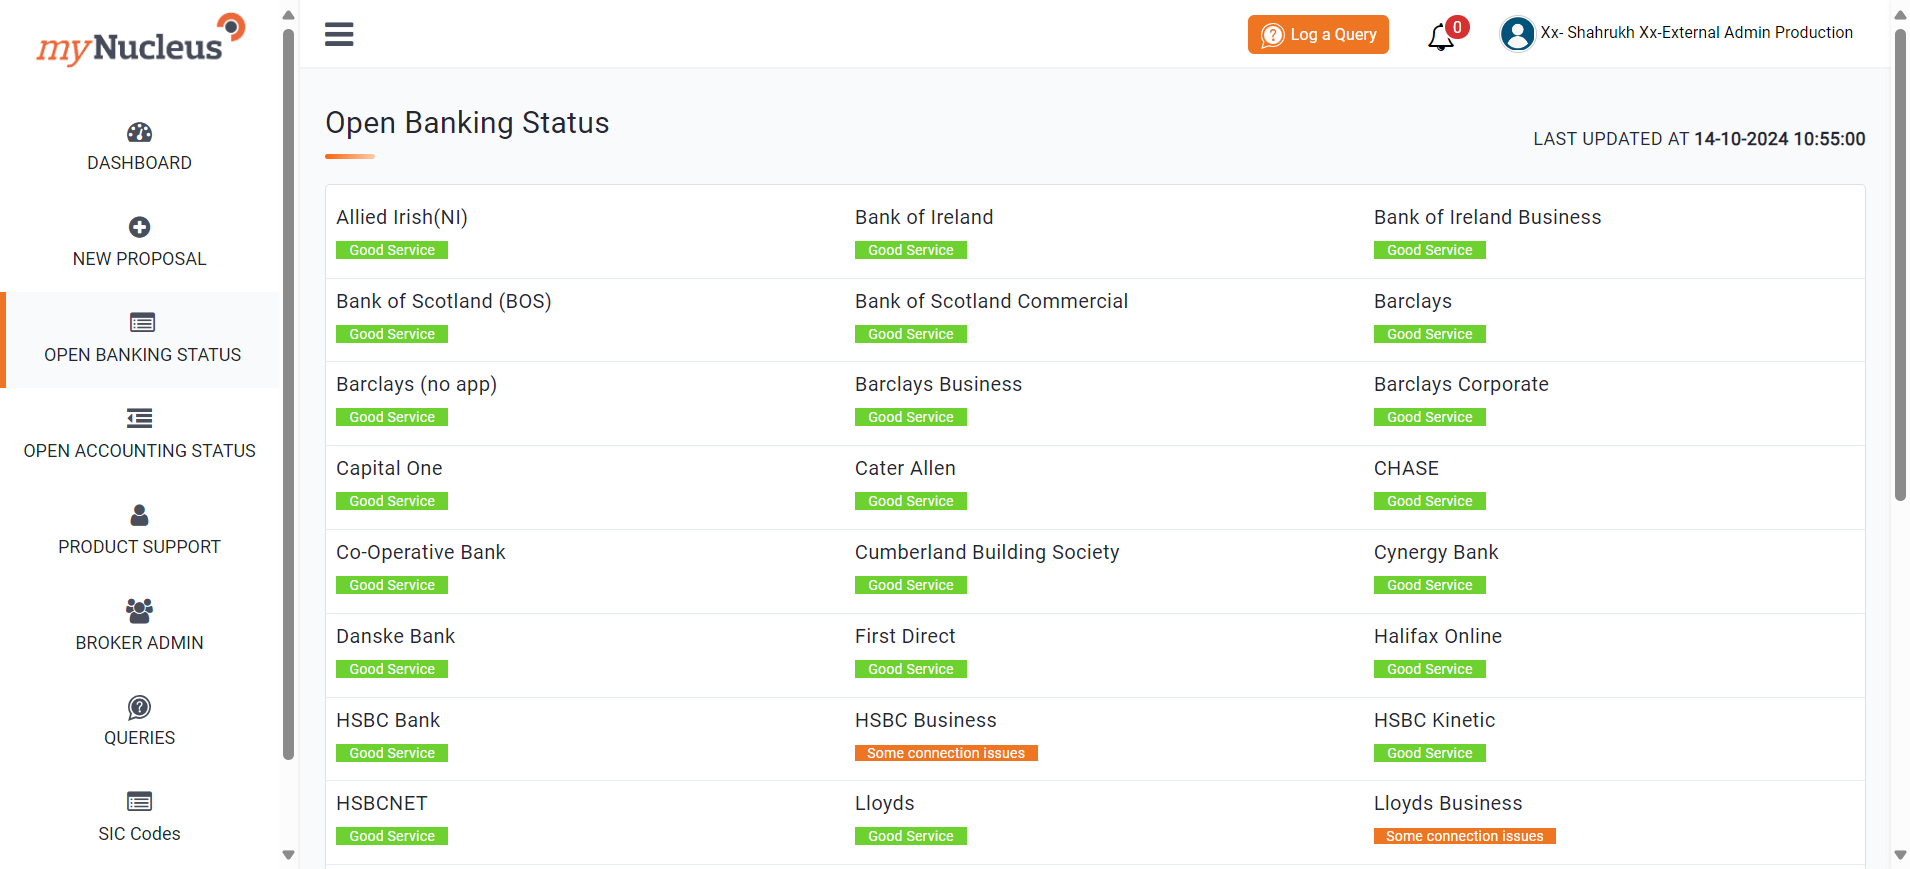 myNucleus
DASHBOARD
NEW PROPOSAL
OPEN BANKING STATUS
OPEN ACCOUNTING STATUS
PRODUCT SUPPORT
BROKER ADMIN
QUERIES
SIC Codes
Log a Query
0
Xx- Shahrukh Xx-External Admin Production
Open Banking Status
LAST UPDATED AT 14-10-2024 10:55:00
Allied Irish(NI)
Good Service
Bank of Ireland
Good Service
Bank of Ireland Business
Good Service
Bank of Scotland (BOS)
Good Service
Bank of Scotland Commercial
Good Service
Barclays
Good Service
Barclays (no app)
Good Service
Barclays Business
Good Service
Barclays Corporate
Good Service
Capital One
Good Service
Cater Allen
Good Service
CHASE
Good Service
Co-Operative Bank
Good Service
Cumberland Building Society
Good Service
Cynergy Bank
Good Service
Danske Bank
Good Service
First Direct
Good Service
Halifax Online
Good Service
HSBC Bank
Good Service
HSBC Business
Some connection issues
HSBC Kinetic
Good Service
HSBCNET
Good Service
Lloyds
Good Service
Lloyds Business
Some connection issues